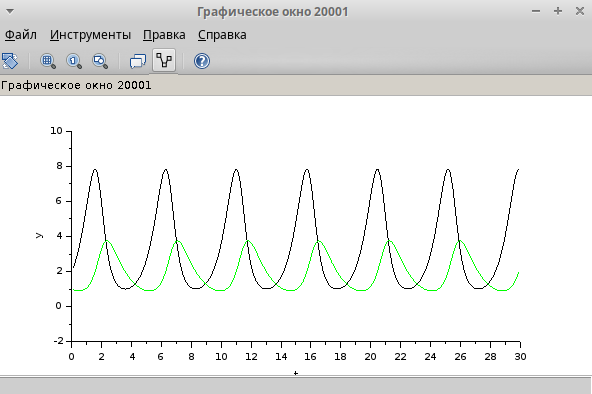 Графическое окно 20001
Файл Инструменты Правка Справка
Графическое окно 20001
10
8
6
4
2
0
-2
y
0 2 4 6 8 10 12 14 16 18 20 22 24 26 28 30
t